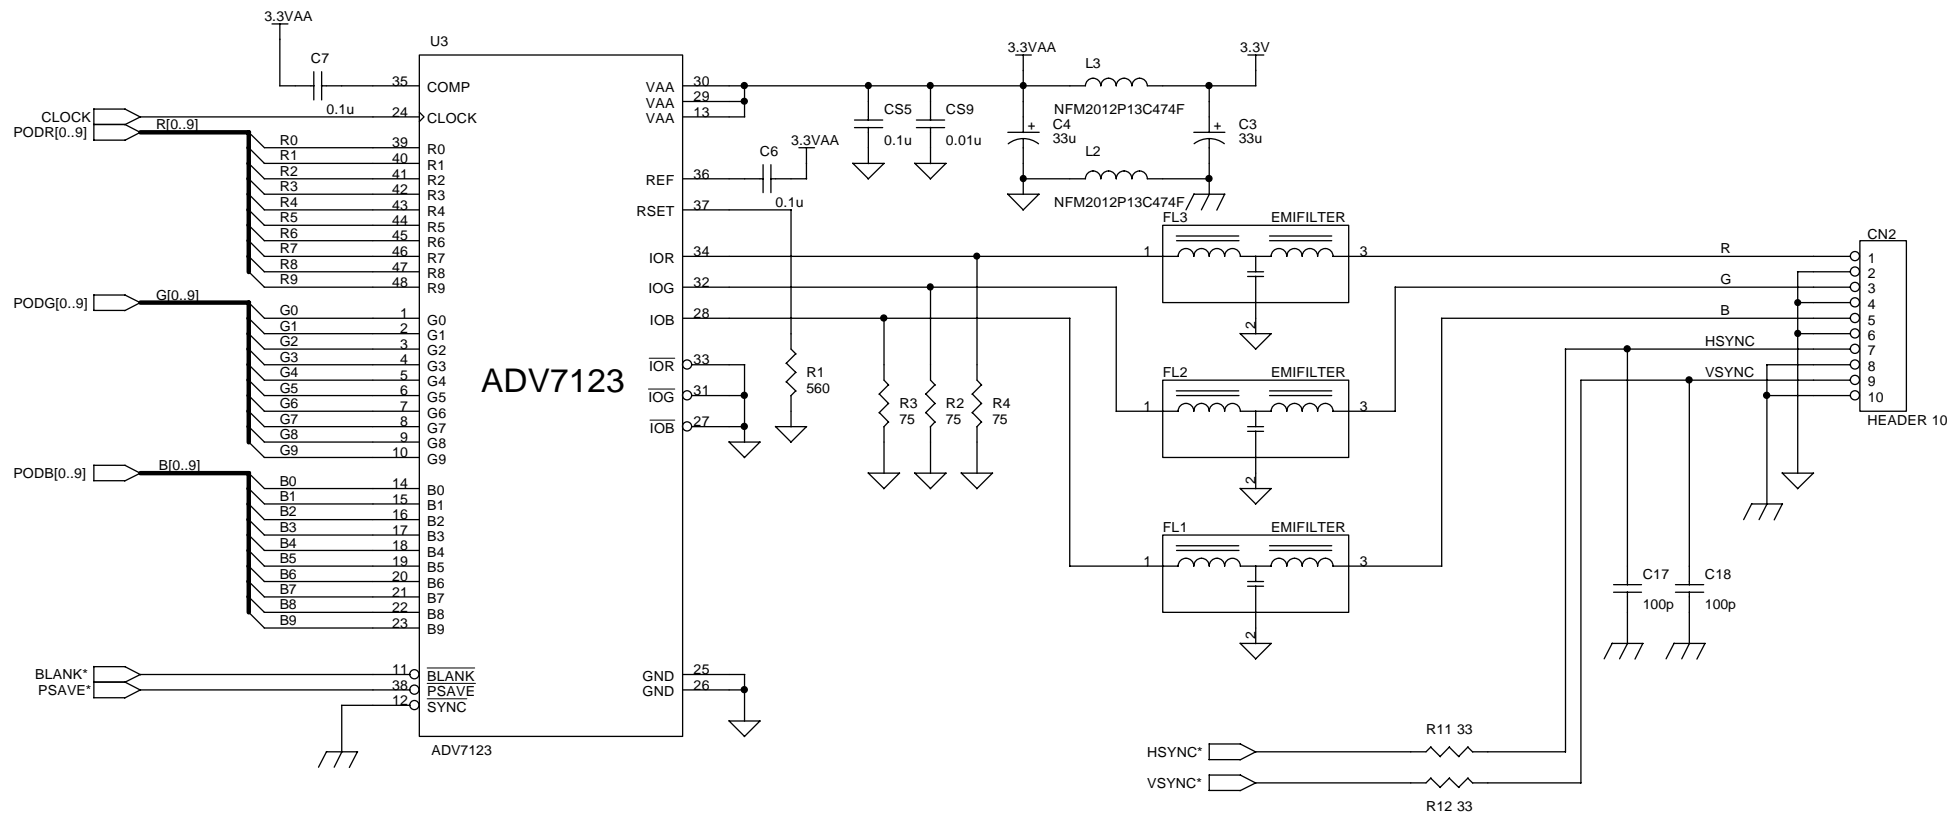 3.3VAA
C7
0.1u
U3
3.3VAA
3.3V
L3
NFM2012P13C474F
CS5
0.1u
CS9
0.01u
C4
33u
C3
33u
L2
NFM2012P13C474F
C6
0.1u
3.3VAA
CLOCK
PODR[0..9]
R[0..9]
R0
R1
R2
R3
R4
R5
R6
R7
R8
R9
PODG[0..9]
G[0..9]
G0
G1
G2
G3
G4
G5
G6
G7
G8
G9
PODB[0..9]
B[0..9]
B0
B1
B2
B3
B4
B5
B6
B7
B8
B9
BLANK*
PSAVE*
35 COMP
24 CLOCK
39 R0
40 R1
41 R2
42 R3
43 R4
44 R5
45 R6
46 R7
47 R8
48 R9
1 G0
2 G1
3 G2
4 G3
5 G4
6 G5
7 G6
8 G7
9 G8
10 G9
14 B0
15 B1
16 B2
17 B3
18 B4
19 B5
20 B6
21 B7
22 B8
23 B9
11 BLANK
38 PSAVE
12 SYNC
ADV7123
ADV7123
VAA 30
VAA 29
VAA 13
REF 36
RSET 37
IOR 34
IOG 32
IOB 28
IOR 33
IOG 31
IOB 27
GND 25
GND 26
R1
560
R3
75
R2
75
R4
75
FL3 EMIFILTER
1 3
2
FL2 EMIFILTER
1 3
2
FL1 EMIFILTER
1 3
2
R
G
B
HSYNC
VSYNC
CN2
1
2
3
4
5
6
7
8
9
10
HEADER 10
C17
100p
C18
100p
HSYNC*
R11 33
VSYNC*
R12 33